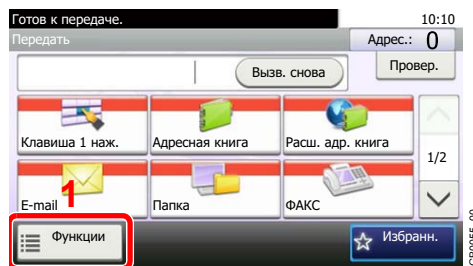 Готов к передаче.
10:10
Передать
Адрес.: 0
Вызв. снова
Провер.
Клавиша 1 наж.
Адресная книга
Расш. адр. книга
1/2
1
E-mail
Папка
ФАКС
Функции
Избранн.